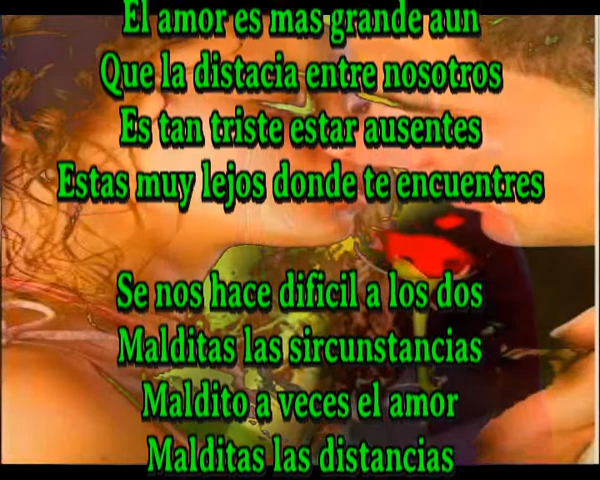 El amor es mas grande aun
Que la distacia entre nosotros
Es tan triste estar ausentes
Estas muy lejos donde te encuentres
Se nos hace dificil a los dos
Malditas las sircunstancias
Maldito a veces el amor
Malditas las distancias